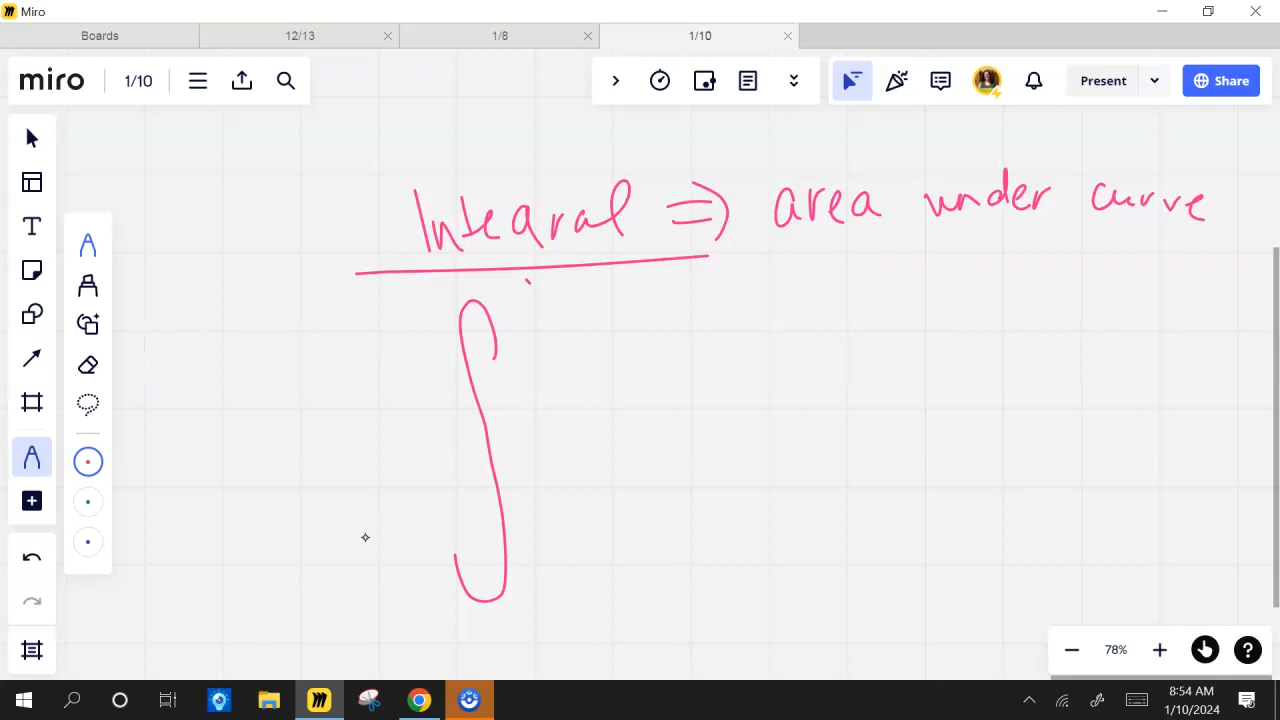 Miro
Boards 12/13 1/8 1/10
miro 1/10 Present Share
Integral ⇒ area under curve
∫
78%
8:54 AM
1/10/2024